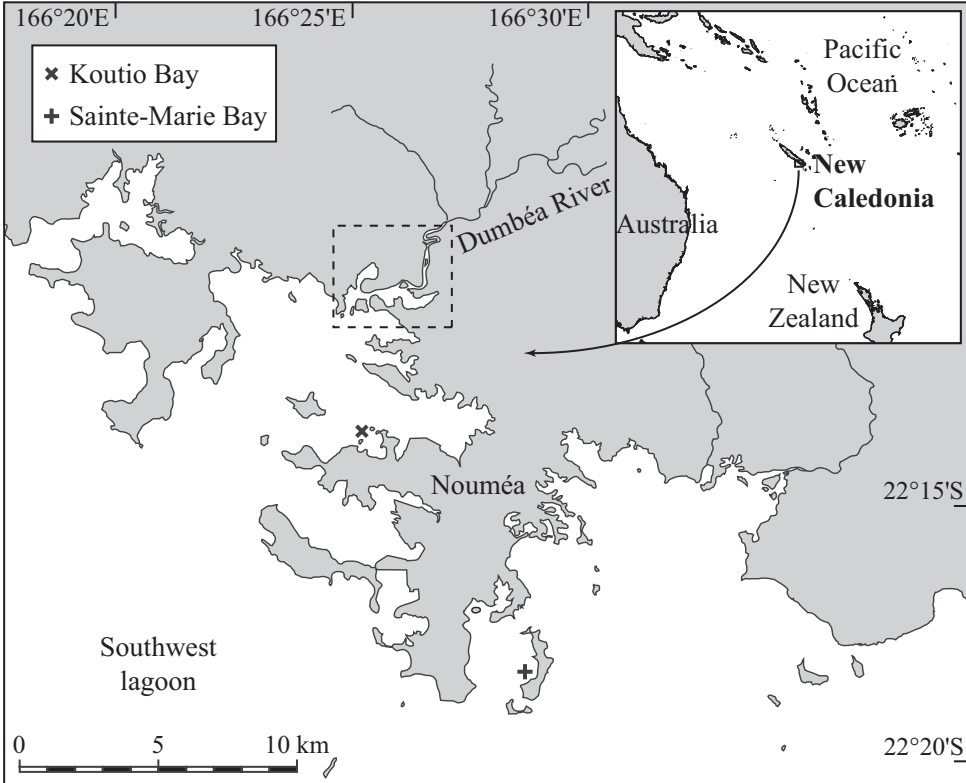 166°20'E 166°25'E 166°30'E
× Koutio Bay
+ Sainte-Marie Bay
Pacific
Ocean
New
Caledonia
Australia
New
Zealand
Dumbéa River
Nouméa
22°15'S
Southwest
lagoon
0 5 10 km
22°20'S